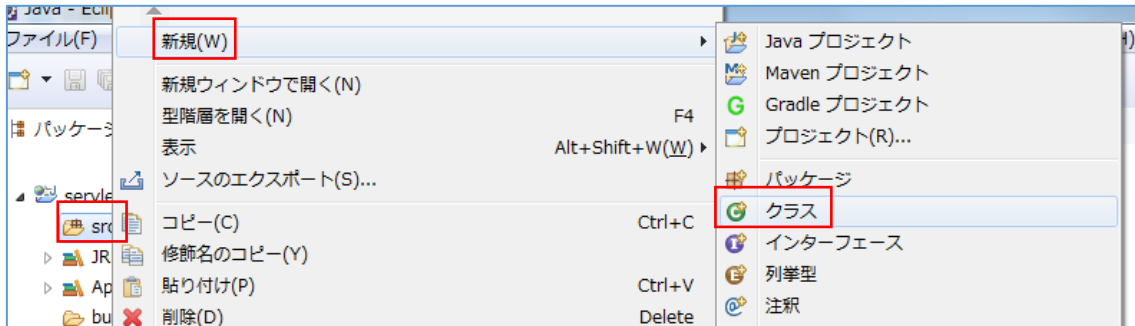 Java - Ecli
ファイル(F)
パッケージ
servle
src
JR
Ap
bu
新規(W)
新規ウィンドウで開く(N)
型階層を開く(N) F4
表示 Alt+Shift+W(W)
ソースのエクスポート(S)...
コピー(C) Ctrl+C
修飾名のコピー(Y)
貼り付け(P) Ctrl+V
削除(D) Delete
Java プロジェクト
Maven プロジェクト
Gradle プロジェクト
プロジェクト(R)...
パッケージ
クラス
インターフェース
列挙型
注釈
H)